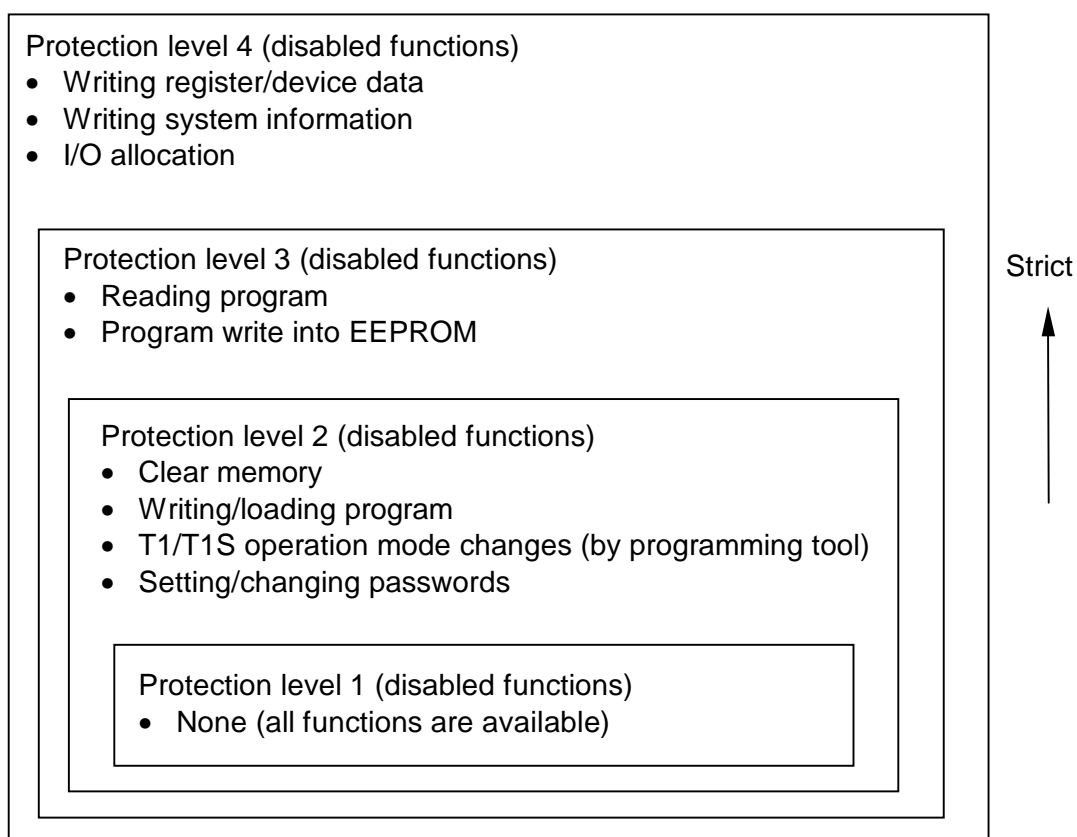 Protection level 4 (disabled functions)
• Writing register/device data
• Writing system information
• I/O allocation
Protection level 3 (disabled functions)
• Reading program
• Program write into EEPROM
Strict
Protection level 2 (disabled functions)
• Clear memory
• Writing/loading program
• T1/T1S operation mode changes (by programming tool)
• Setting/changing passwords
Protection level 1 (disabled functions)
• None (all functions are available)